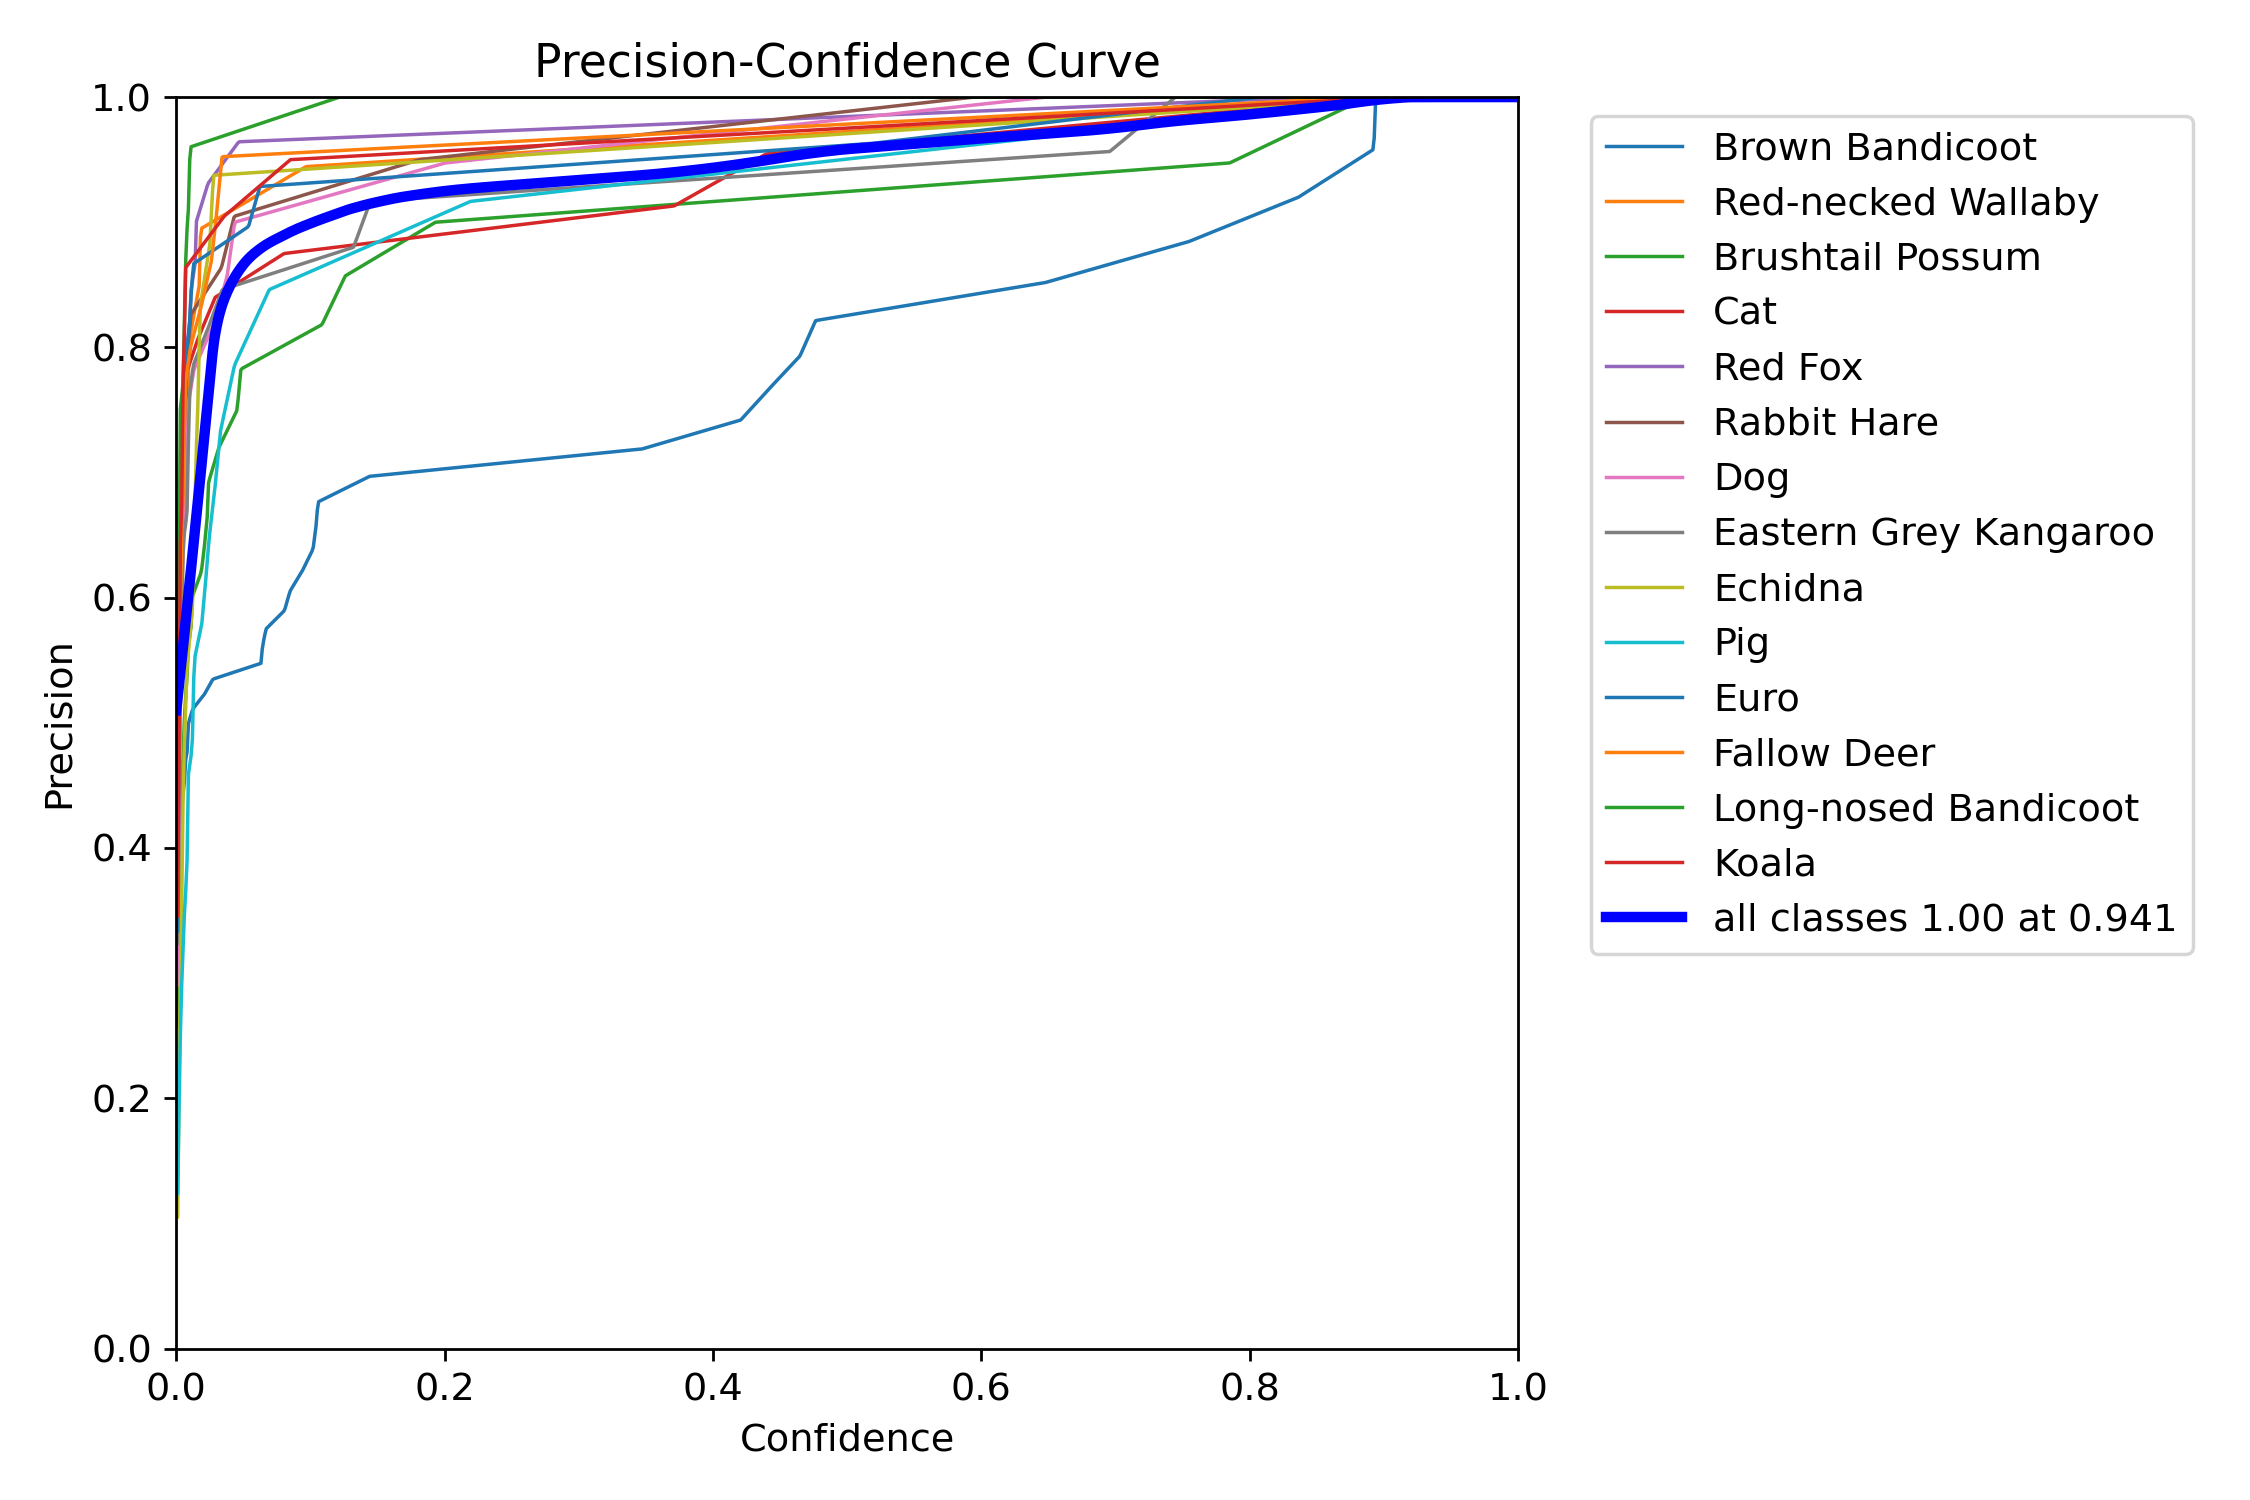 Precision-Confidence Curve
1.0
0.8
0.6
0.4
0.2
0.0
Precision
0.0 0.2 0.4 0.6 0.8 1.0
Confidence
Brown Bandicoot
Red-necked Wallaby
Brushtail Possum
Cat
Red Fox
Rabbit Hare
Dog
Eastern Grey Kangaroo
Echidna
Pig
Euro
Fallow Deer
Long-nosed Bandicoot
Koala
all classes 1.00 at 0.941